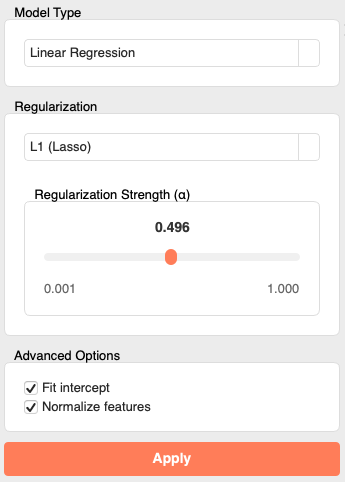 Model Type
Linear Regression
Regularization
L1 (Lasso)
Regularization Strength (α)
0.496
0.001 1.000
Advanced Options
Fit intercept
Normalize features
Apply